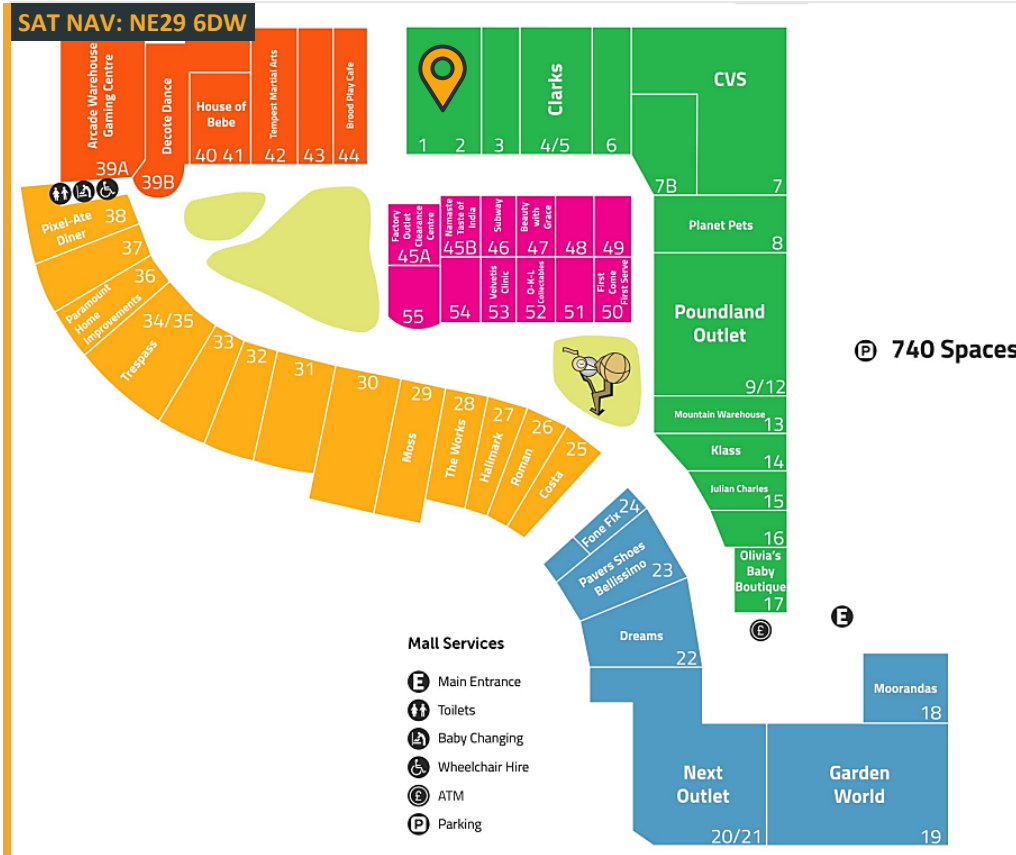 SAT NAV: NE29 6DW
Arcade Warehouse
Gaming Centre
39A
Decote Dance
39B
House of
Bebe
40 41
Tempest Martial Arts
42
43
Brood Play Cafe
44
1
2
3
Clarks
4/5
6
CVS
7B
7
Planet Pets
8
Poundland
Outlet
9/12
Mountain Warehouse
13
Klass
14
Julian Charles
15
16
Olivia's
Baby
Boutique
17
£
E
P 740 Spaces
Factory
Outlet
Clearance
Centre
45A
Namaste
Taste of
India
45B
Subway
46
Beauty
with
Grace
47
48
49
55
54
Velvetis
Clinic
53
O-K-L
Collectables
52
51
First
Come
First Serve
50
Pixel-Ate
Diner
38
37
36
Paramount
Home
Improvements
34/35
Trespass
33
32
31
30
29
Moss
28
The Works
27
Hallmark
26
Roman
25
Costa
Fone Fix
24
Pavers Shoes
Bellissimo
23
Dreams
22
Next
Outlet
20/21
Garden
World
19
Moorandas
18
Mall Services
E Main Entrance
Toilets
Baby Changing
Wheelchair Hire
£ ATM
P Parking